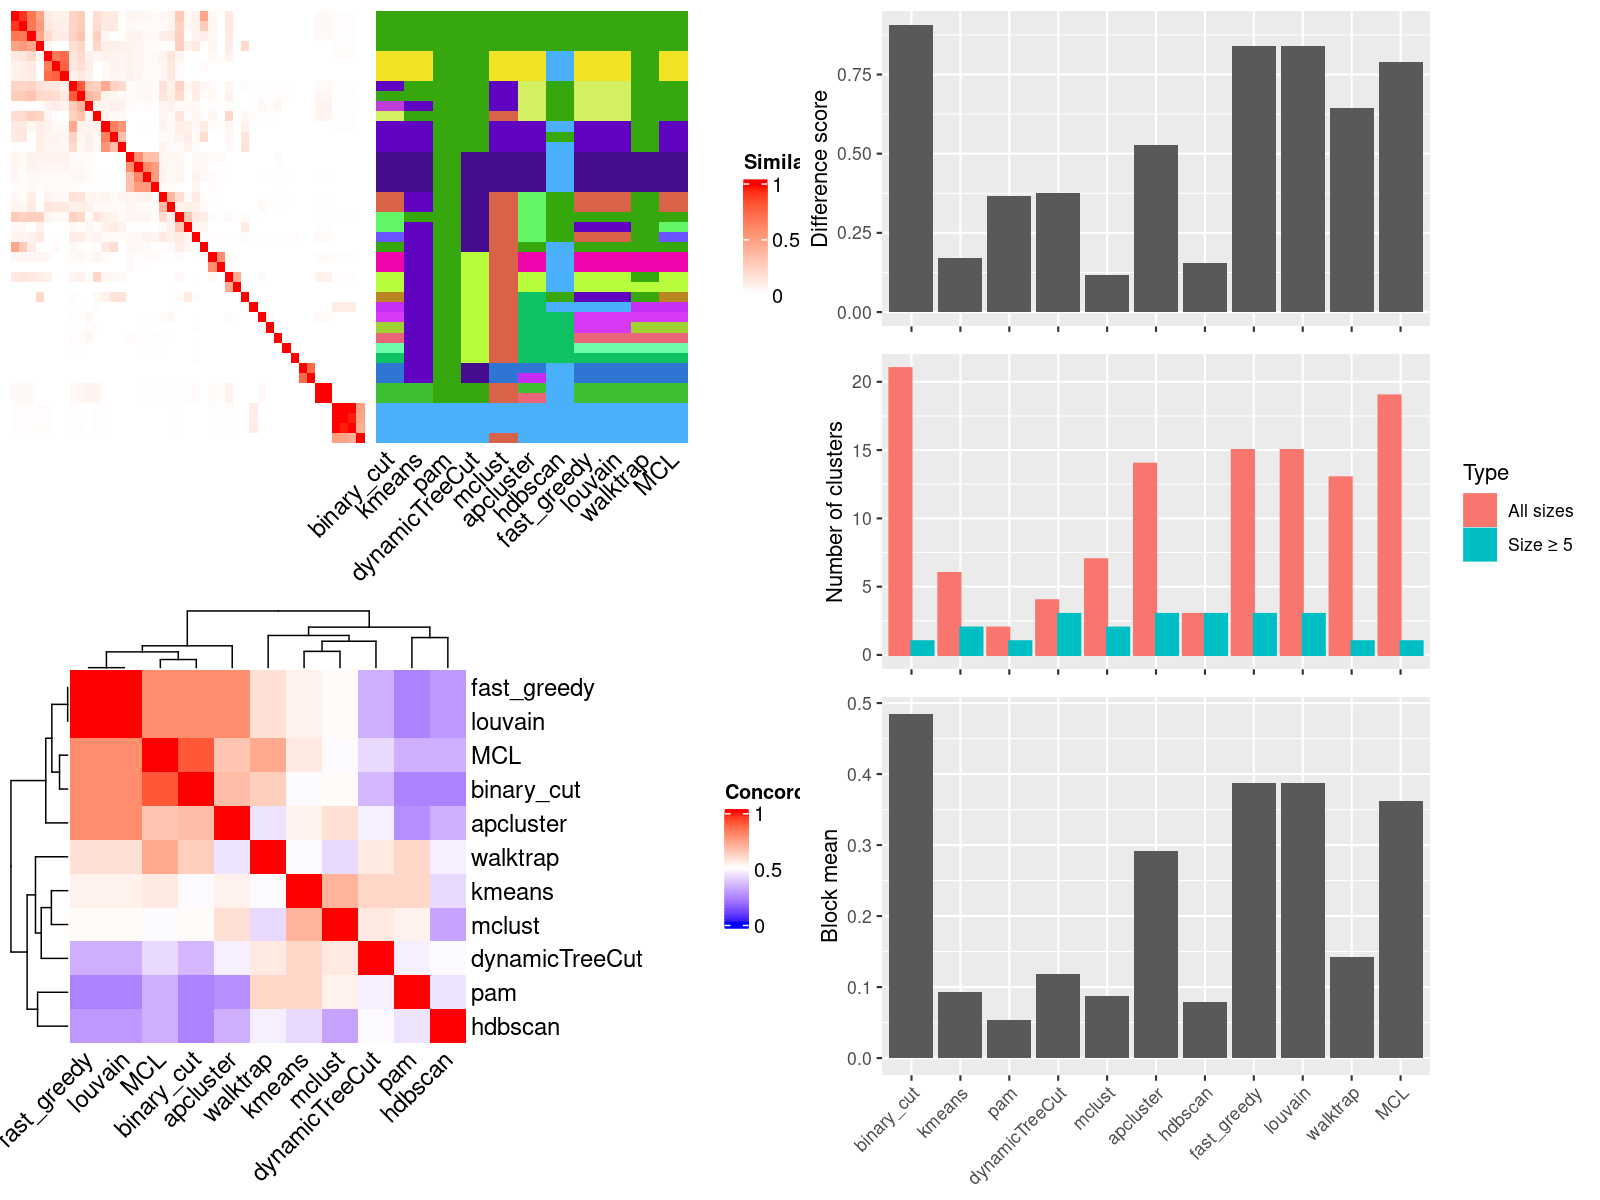 Simila
1
0.5
0
binary_cut
kmeans
pam
dynamicTreeCut
mclust
apcluster
hdbscan
fast_greedy
louvain
walktrap
MCL
fast_greedy
louvain
MCL
binary_cut
apcluster
walktrap
kmeans
mclust
dynamicTreeCut
pam
hdbscan
Concord
1
0.5
0
fast_greedy
louvain
MCL
binary_cut
apcluster
walktrap
kmeans
mclust
dynamicTreeCut
pam
hdbscan
Difference score
0.75
0.50
0.25
0.00
Number of clusters
20
15
10
5
0
Type
All sizes
Size ≥ 5
Block mean
0.5
0.4
0.3
0.2
0.1
0.0
binary_cut
kmeans
pam
dynamicTreeCut
mclust
apcluster
hdbscan
fast_greedy
louvain
walktrap
MCL